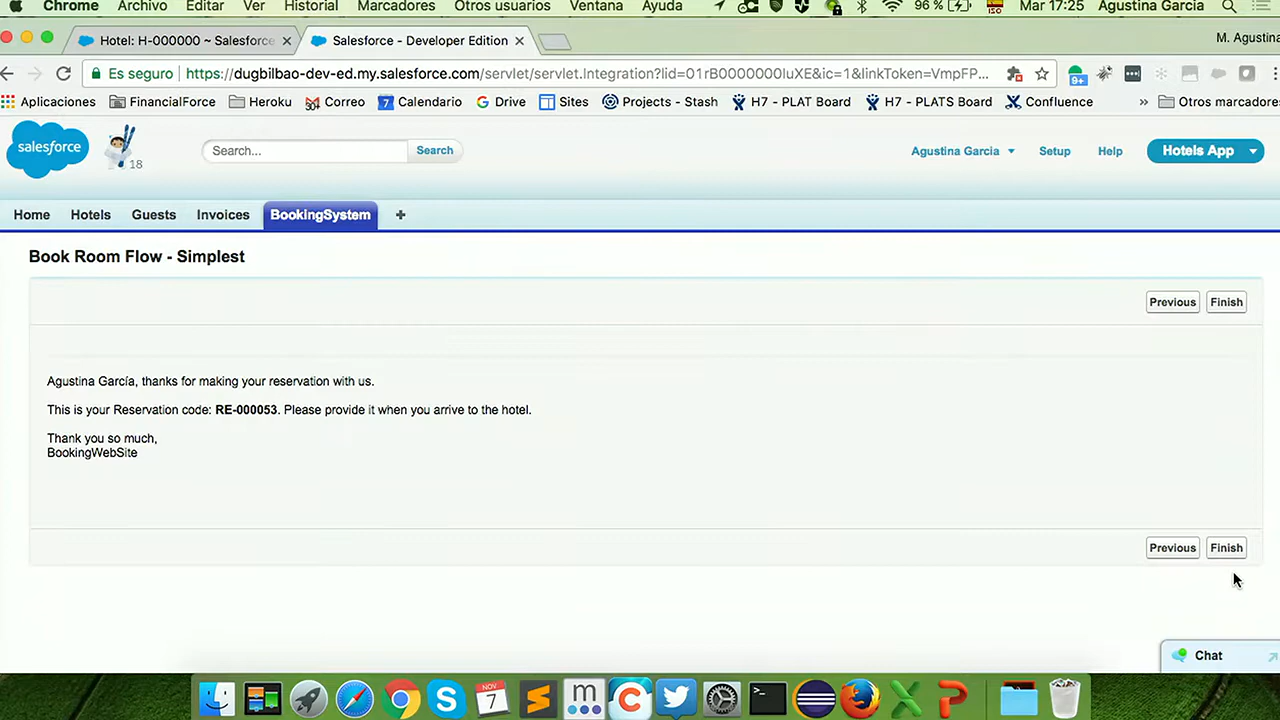 Chrome Archivo Editar Ver Historial Marcadores Otros usuarios Ventana Ayuda 96 % ISO Mar 17:25 Agustina Garcia
Hotel: H-000000 ~ Salesforce
Salesforce - Developer Edition
M. Agustina
Es seguro https://dugbilbao-dev-ed.my.salesforce.com/servlet/servlet.Integration?lid=01rB0000000IuXE&ic=1&linkToken=VmpFP...
9+
Aplicaciones FinancialForce Heroku Correo 7 Calendario Drive Sites Projects - Stash H7 - PLAT Board H7 - PLATS Board Confluence » Otros marcadores
salesforce 18 Search... Search Agustina Garcia Setup Help Hotels App
Home Hotels Guests Invoices BookingSystem +
Book Room Flow - Simplest
Previous Finish
Agustina García, thanks for making your reservation with us.
This is your Reservation code: RE-000053. Please provide it when you arrive to the hotel.
Thank you so much,
BookingWebSite
Previous Finish
Chat
NOV
7